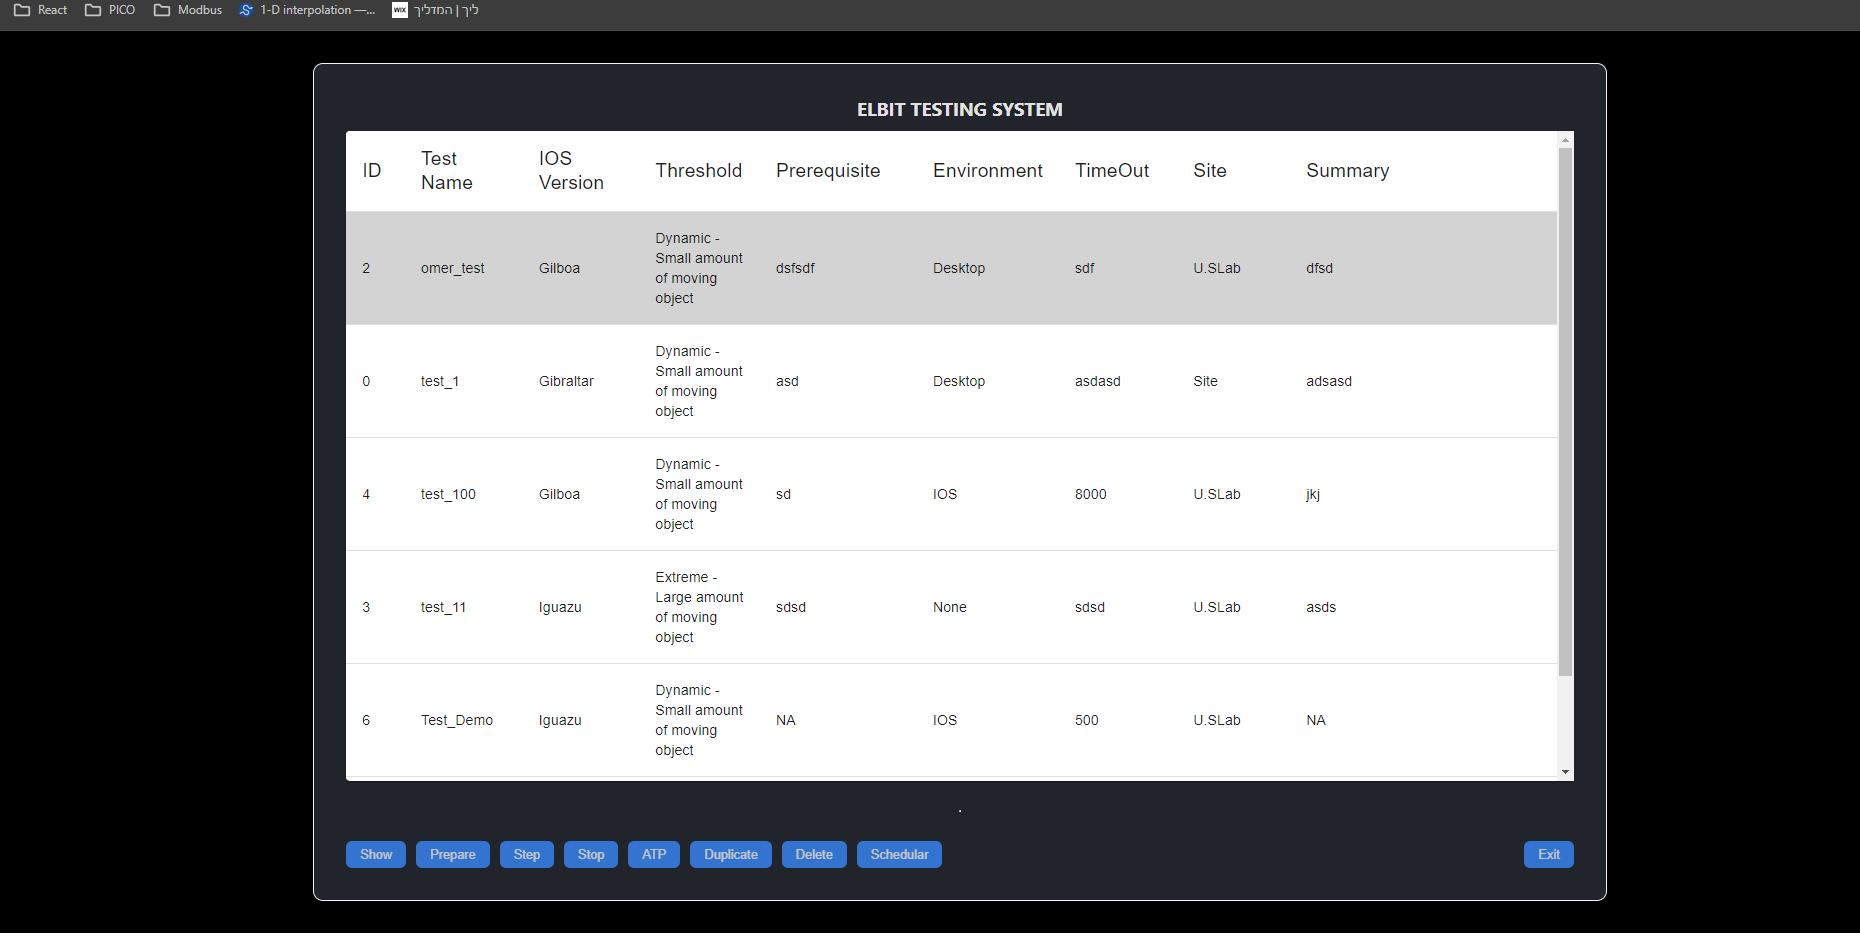 React PICO Modbus 1-D interpolation —... WIX ליך | המדליך
ELBIT TESTING SYSTEM
ID Test Name IOS Version Threshold Prerequisite Environment TimeOut Site Summary
2 omer_test Gilboa Dynamic - Small amount of moving object dsfsdf Desktop sdf U.SLab dfsd
0 test_1 Gibraltar Dynamic - Small amount of moving object asd Desktop asdasd Site adsasd
4 test_100 Gilboa Dynamic - Small amount of moving object sd IOS 8000 U.SLab jkj
3 test_11 Iguazu Extreme - Large amount of moving object sdsd None sdsd U.SLab asds
6 Test_Demo Iguazu Dynamic - Small amount of moving object NA IOS 500 U.SLab NA
.
Show Prepare Step Stop ATP Duplicate Delete Schedular Exit